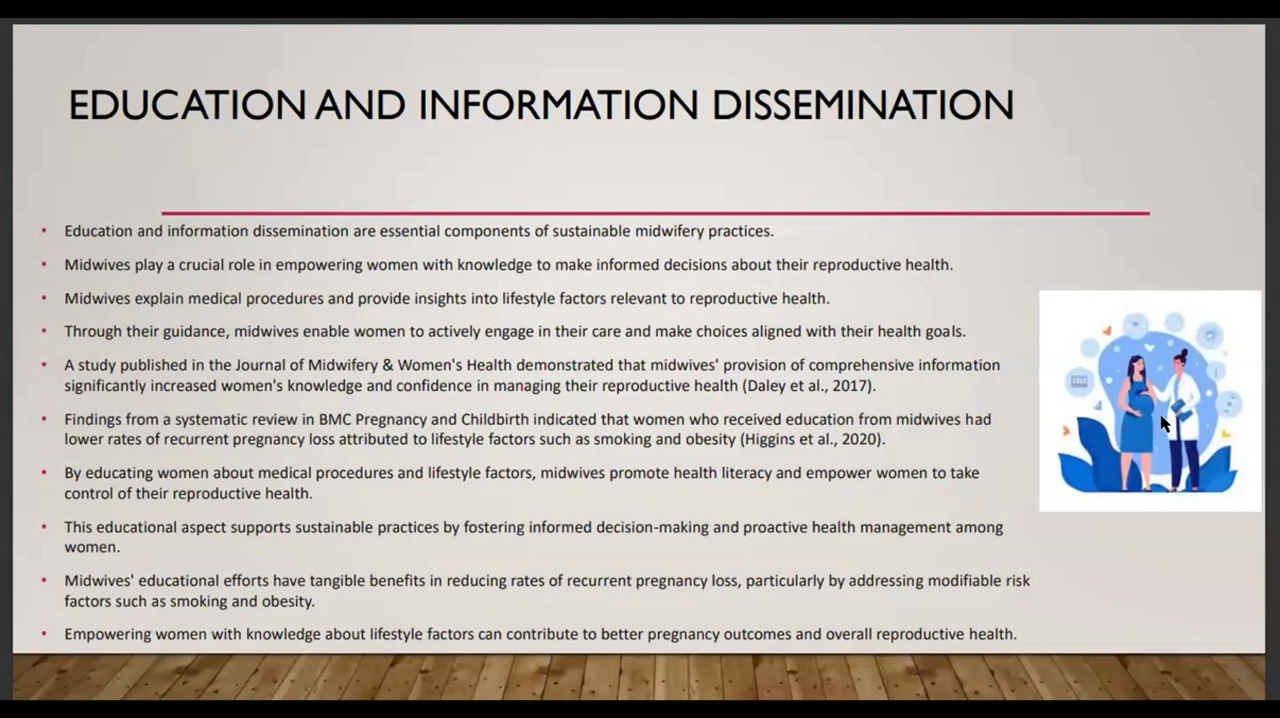 EDUCATION AND INFORMATION DISSEMINATION
• Education and information dissemination are essential components of sustainable midwifery practices.
• Midwives play a crucial role in empowering women with knowledge to make informed decisions about their reproductive health.
• Midwives explain medical procedures and provide insights into lifestyle factors relevant to reproductive health.
• Through their guidance, midwives enable women to actively engage in their care and make choices aligned with their health goals.
• A study published in the Journal of Midwifery & Women's Health demonstrated that midwives' provision of comprehensive information
significantly increased women's knowledge and confidence in managing their reproductive health (Daley et al., 2017).
• Findings from a systematic review in BMC Pregnancy and Childbirth indicated that women who received education from midwives had
lower rates of recurrent pregnancy loss attributed to lifestyle factors such as smoking and obesity (Higgins et al., 2020).
• By educating women about medical procedures and lifestyle factors, midwives promote health literacy and empower women to take
control of their reproductive health.
• This educational aspect supports sustainable practices by fostering informed decision-making and proactive health management among
women.
• Midwives' educational efforts have tangible benefits in reducing rates of recurrent pregnancy loss, particularly by addressing modifiable risk
factors such as smoking and obesity.
• Empowering women with knowledge about lifestyle factors can contribute to better pregnancy outcomes and overall reproductive health.